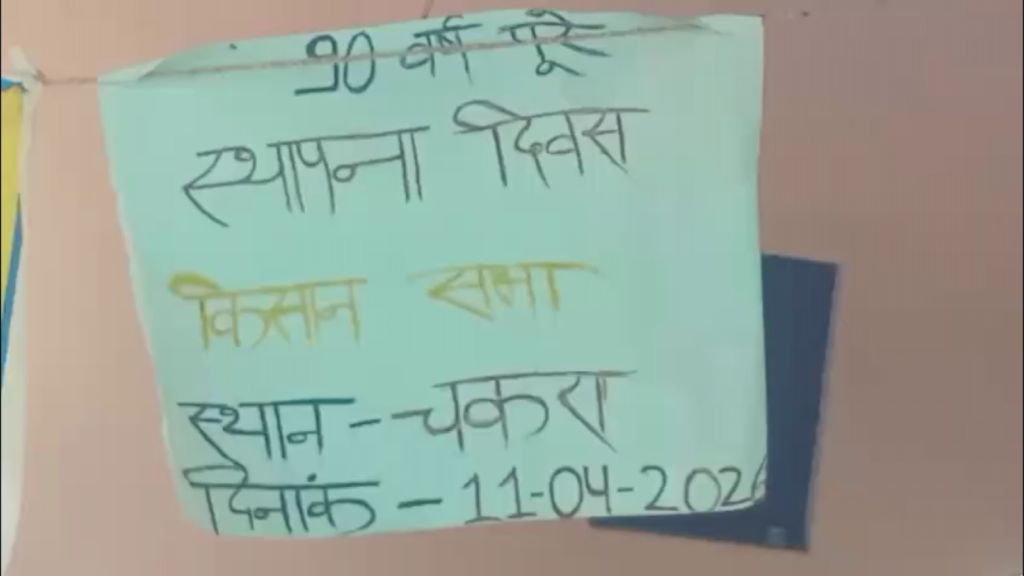 90 वर्ष पूरे
स्थापना दिवस
किसान सभा
स्थान - चकरा
दिनांक - 11-04-2026